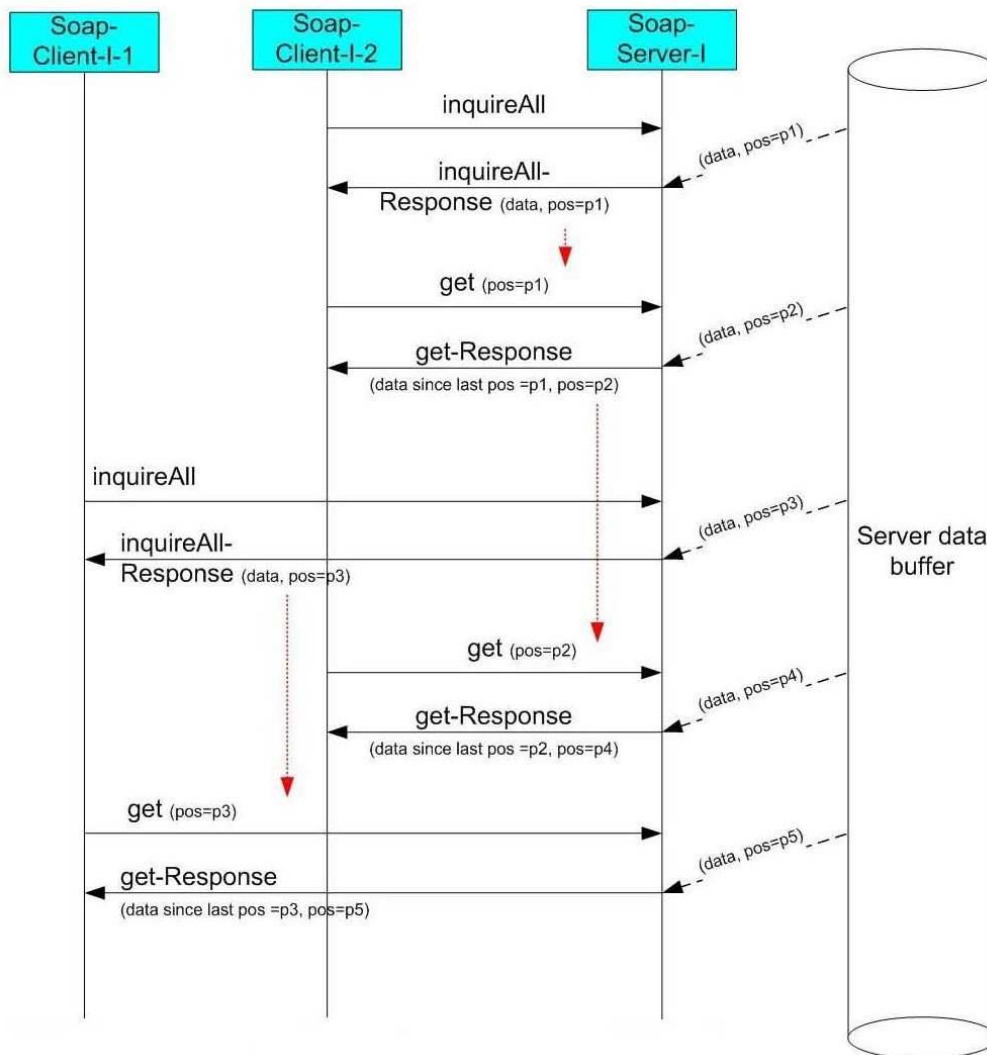 Soap-
Client-I-1
Soap-
Client-I-2
Soap-
Server-I
inquireAll
(data, pos=p1)
inquireAll-
Response (data, pos=p1)
get (pos=p1)
(data, pos=p2)
get-Response
(data since last pos =p1, pos=p2)
inquireAll
(data, pos=p3)
inquireAll-
Response (data, pos=p3)
Server data
buffer
get (pos=p2)
(data, pos=p4)
get-Response
(data since last pos =p2, pos=p4)
get (pos=p3)
(data, pos=p5)
get-Response
(data since last pos =p3, pos=p5)